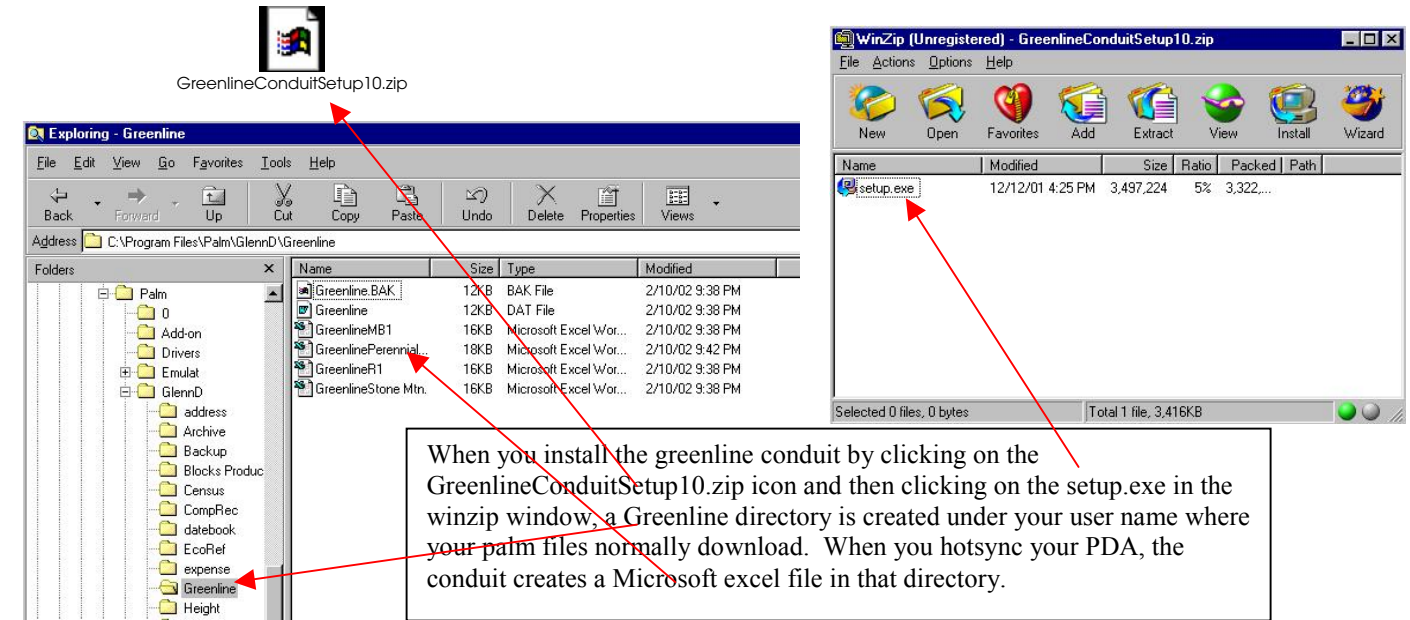 GreenlineConduitSetup10.zip
Exploring - Greenline
File Edit View Go Favorites Tools Help
Back Forward Up Cut Copy Paste Undo Delete Properties Views
Address C:\Program Files\Palm\GlennD\Greenline
Folders
Palm
0
Add-on
Drivers
Emulat
GlennD
address
Archive
Backup
Blocks Produc
Census
CompRec
datebook
EcoRef
expense
Greenline
Height
Name Size Type Modified
Greenline.BAK 12KB BAK File 2/10/02 9:38 PM
Greenline 12KB DAT File 2/10/02 9:38 PM
GreenlineMB1 16KB Microsoft Excel Wor... 2/10/02 9:38 PM
GreenlinePerennial... 18KB Microsoft Excel Wor... 2/10/02 9:42 PM
GreenlineR1 16KB Microsoft Excel Wor... 2/10/02 9:38 PM
GreenlineStone Mtn. 16KB Microsoft Excel Wor... 2/10/02 9:38 PM
WinZip (Unregistered) - GreenlineConduitSetup10.zip
File Actions Options Help
New Open Favorites Add Extract View Install Wizard
Name Modified Size Ratio Packed Path
setup.exe 12/12/01 4:25 PM 3,497,224 5% 3,322,...
Selected 0 files, 0 bytes Total 1 file, 3,416KB
When you install the greenline conduit by clicking on the
GreenlineConduitSetup10.zip icon and then clicking on the setup.exe in the
winzip window, a Greenline directory is created under your user name where
your palm files normally download. When you hotsync your PDA, the
conduit creates a Microsoft excel file in that directory.